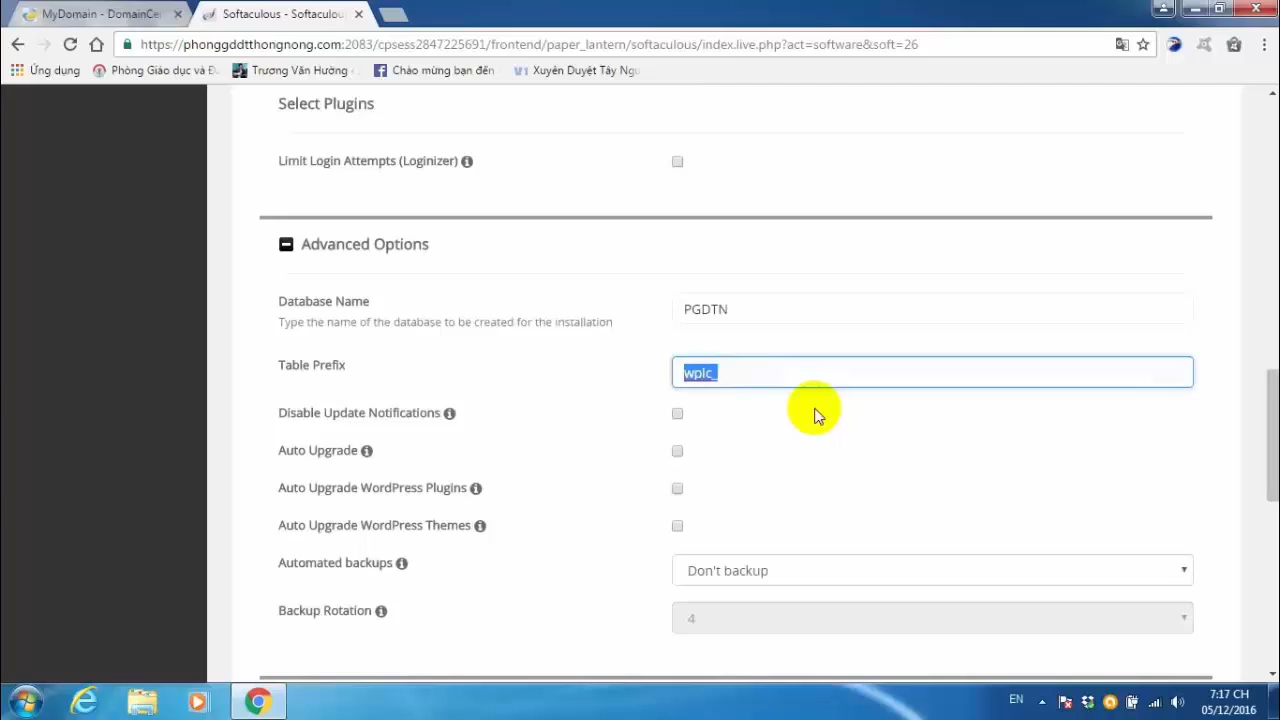 MyDomain - DomainCer
Softaculous - Softaculou
https://phonggddtthongnong.com:2083/cpsess2847225691/frontend/paper_lantern/softaculous/index.live.php?act=software&soft=26
Ứng dụng
Phòng Giáo dục và Đ
Trương Văn Hường -
Chào mừng bạn đến
Xuyên Duyệt Tây Ngu
Select Plugins
Limit Login Attempts (Loginizer)
Advanced Options
Database Name
PGDTN
Type the name of the database to be created for the installation
Table Prefix
wplc_
Disable Update Notifications
Auto Upgrade
Auto Upgrade WordPress Plugins
Auto Upgrade WordPress Themes
Automated backups
Don't backup
Backup Rotation
4
EN
7:17 CH
05/12/2016